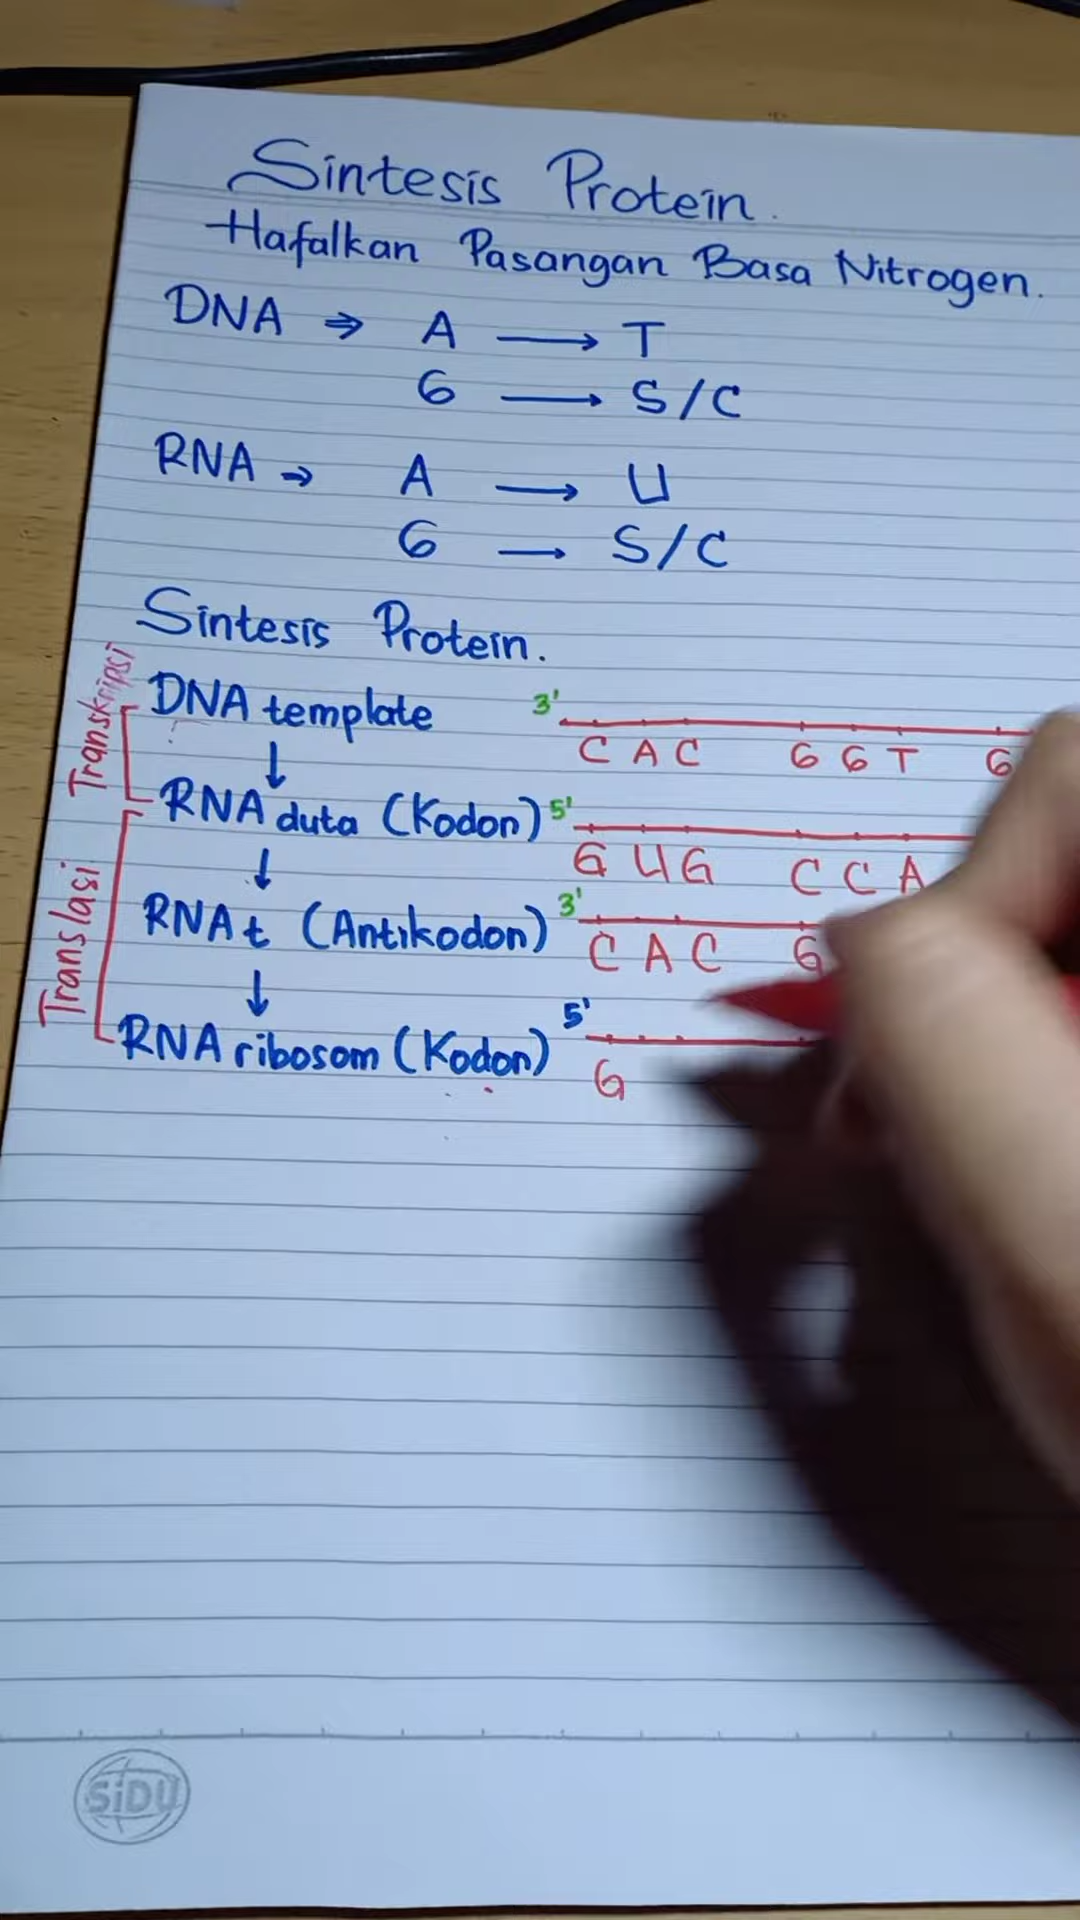 Sintesis Protein.
Hafalkan Pasangan Basa Nitrogen.
DNA ⇒ A → T
G → S/C
RNA → A → U
G → S/C
Sintesis Protein.
Transkripsi
DNA template 3'
C A C G G T G
↓
RNA duta (Kodon) 5'
G U G C C A
↓
Translasi
RNA t (Antikodon) 3'
C A C G
↓
RNA ribosom (Kodon) 5'
G
SiDU